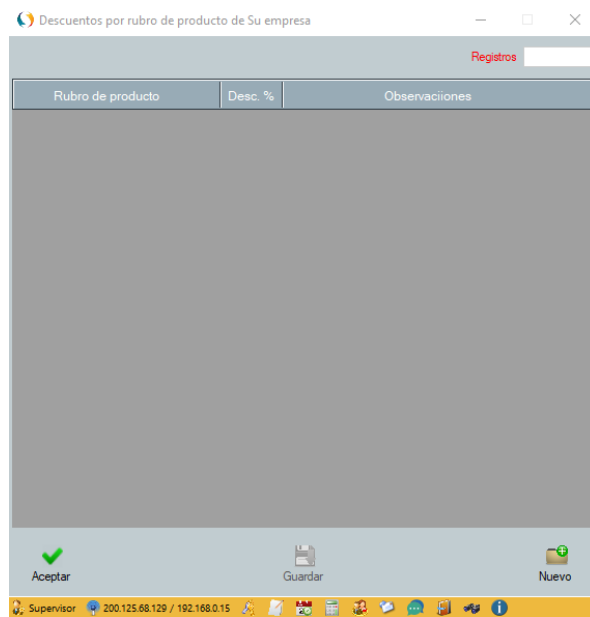 Descuentos por rubro de producto de Su empresa
Registros
Rubro de producto Desc. % Observaciiones
Aceptar Guardar Nuevo
Supervisor 200.125.68.129 / 192.168.0.15